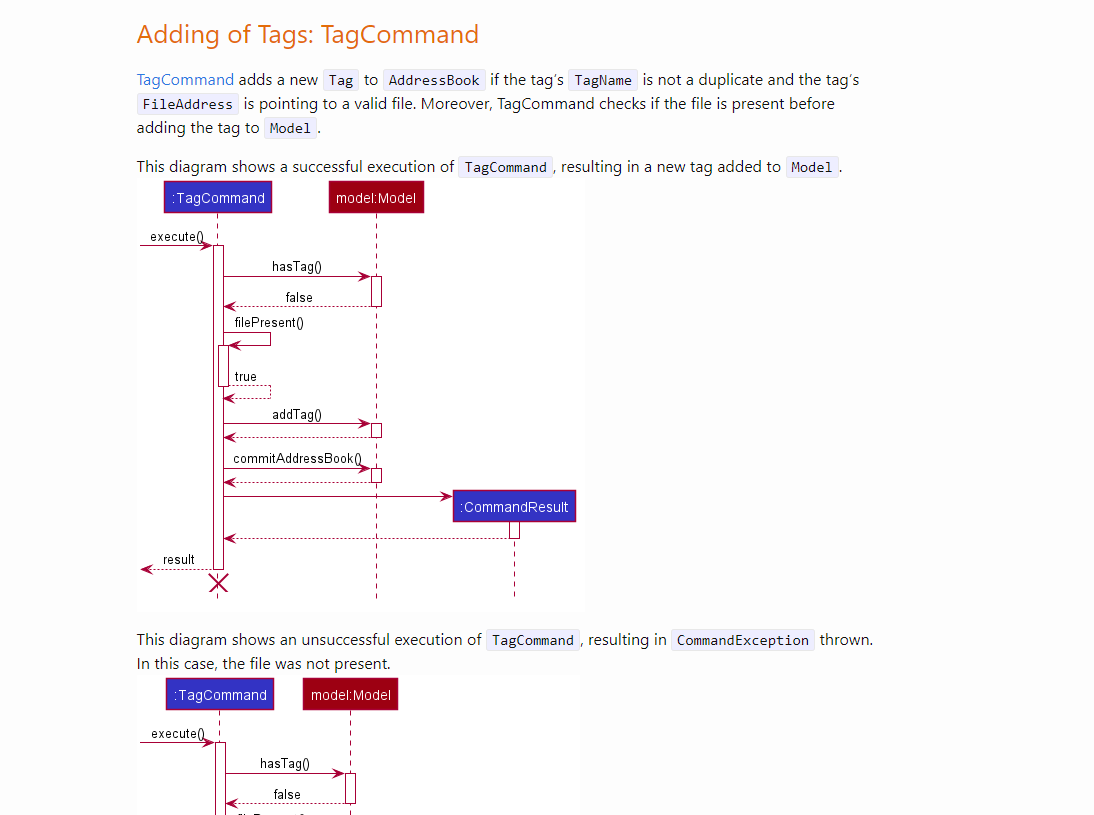 Adding of Tags: TagCommand
TagCommand adds a new Tag to AddressBook if the tag’s TagName is not a duplicate and the tag’s
FileAddress is pointing to a valid file. Moreover, TagCommand checks if the file is present before
adding the tag to Model.
This diagram shows a successful execution of TagCommand, resulting in a new tag added to Model.
:TagCommand
model:Model
execute()
hasTag()
false
filePresent()
true
addTag()
commitAddressBook()
:CommandResult
result
This diagram shows an unsuccessful execution of TagCommand, resulting in CommandException thrown.
In this case, the file was not present.
:TagCommand
model:Model
execute()
hasTag()
false